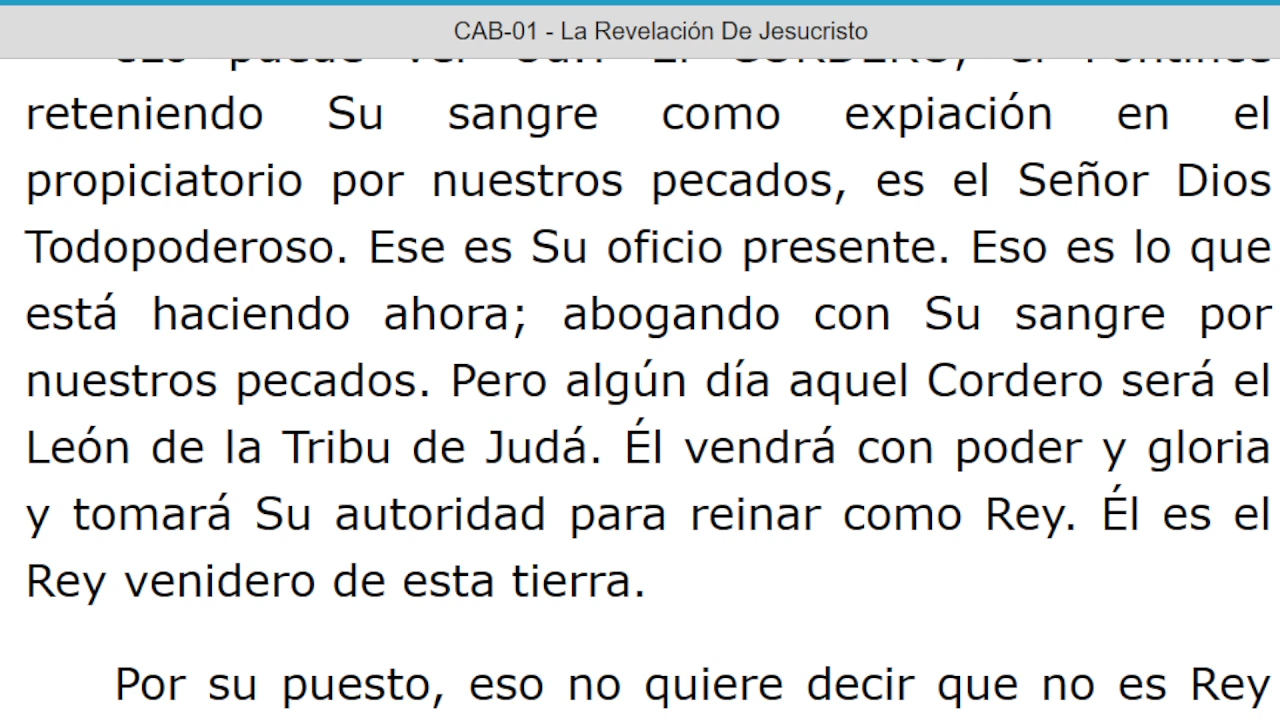 CAB-01 - La Revelación De Jesucristo
reteniendo Su sangre como expiación en el
propiciatorio por nuestros pecados, es el Señor Dios
Todopoderoso. Ese es Su oficio presente. Eso es lo que
está haciendo ahora; abogando con Su sangre por
nuestros pecados. Pero algún día aquel Cordero será el
León de la Tribu de Judá. Él vendrá con poder y gloria
y tomará Su autoridad para reinar como Rey. Él es el
Rey venidero de esta tierra.
Por su puesto, eso no quiere decir que no es Rey